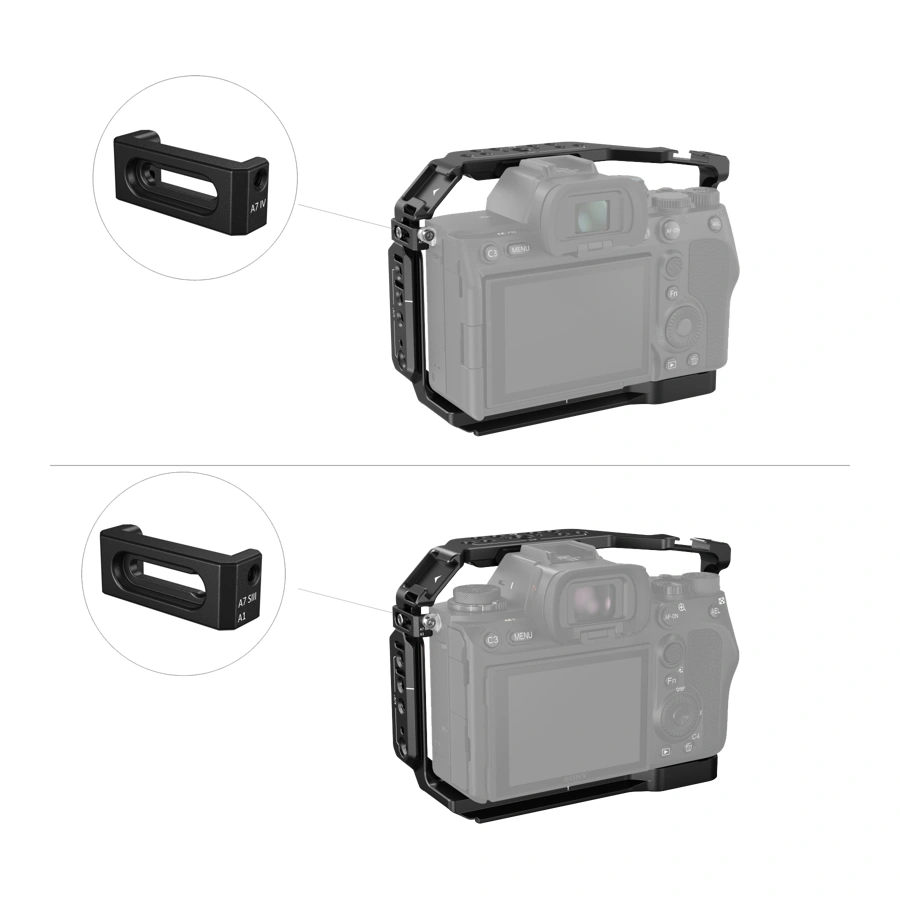 A7 IV
C3 MENU
AF-ON
Fn
A7 SIII
A1
C3 MENU
AF-ON
AEL
Fn
C4
SONY